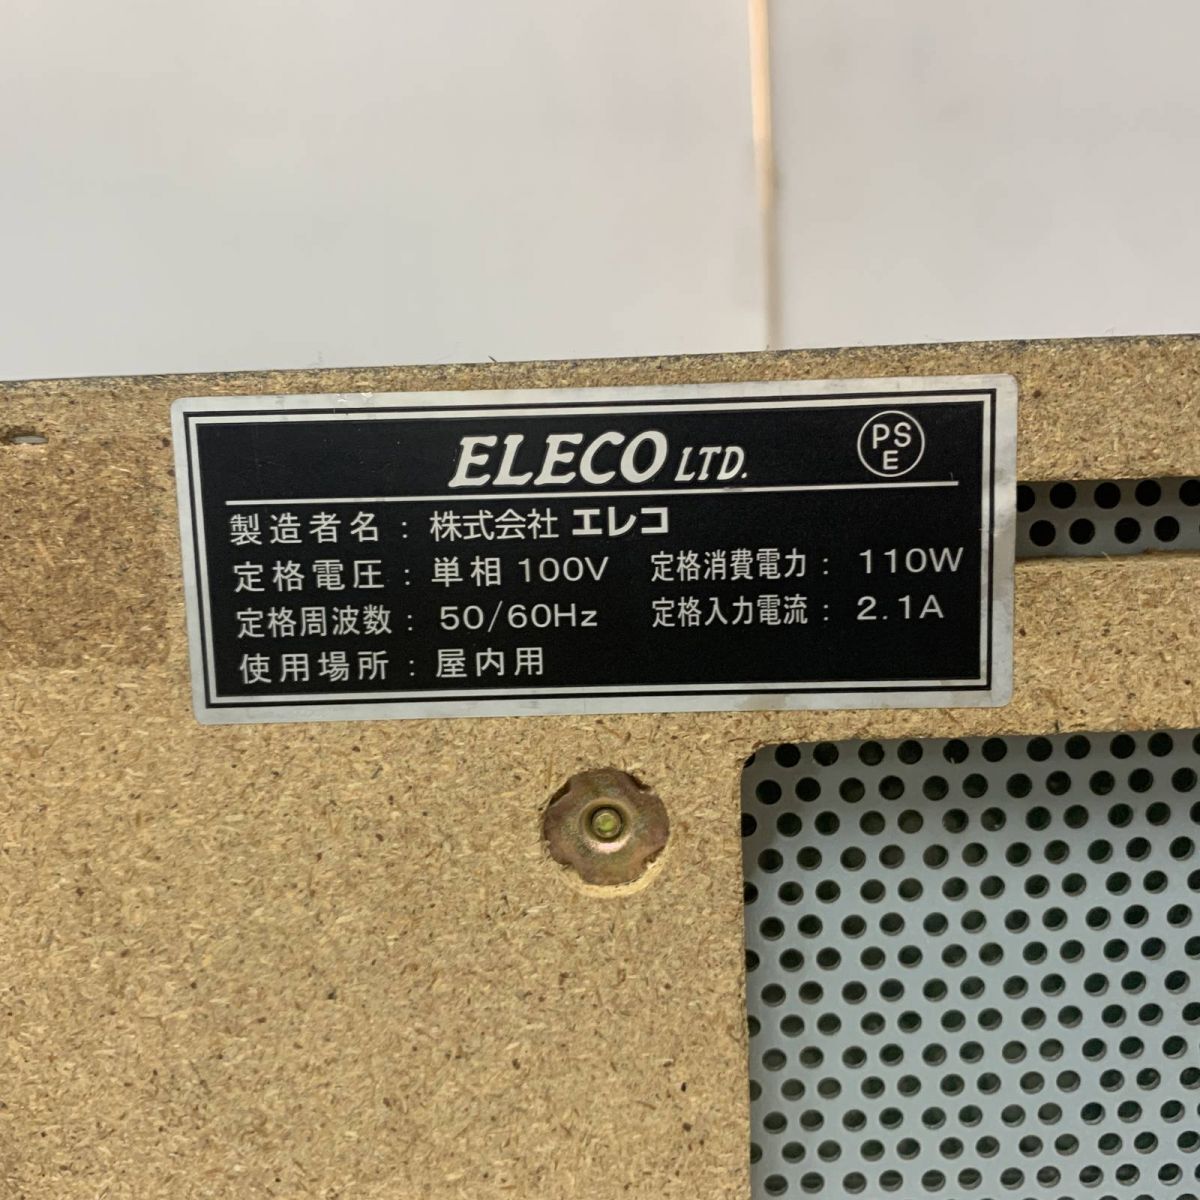 ELECO LTD.
PS
E
製造者名 : 株式会社 エレコ
定格電圧 : 単相 100V 定格消費電力 : 110W
定格周波数 : 50/60Hz 定格入力電流 : 2.1A
使用場所 : 屋内用